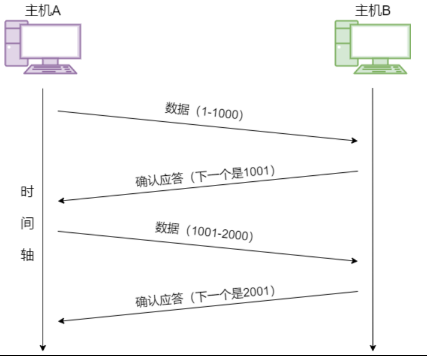 主机A
主机B
数据（1-1000）
确认应答（下一个是1001）
时间轴
数据（1001-2000）
确认应答（下一个是2001）